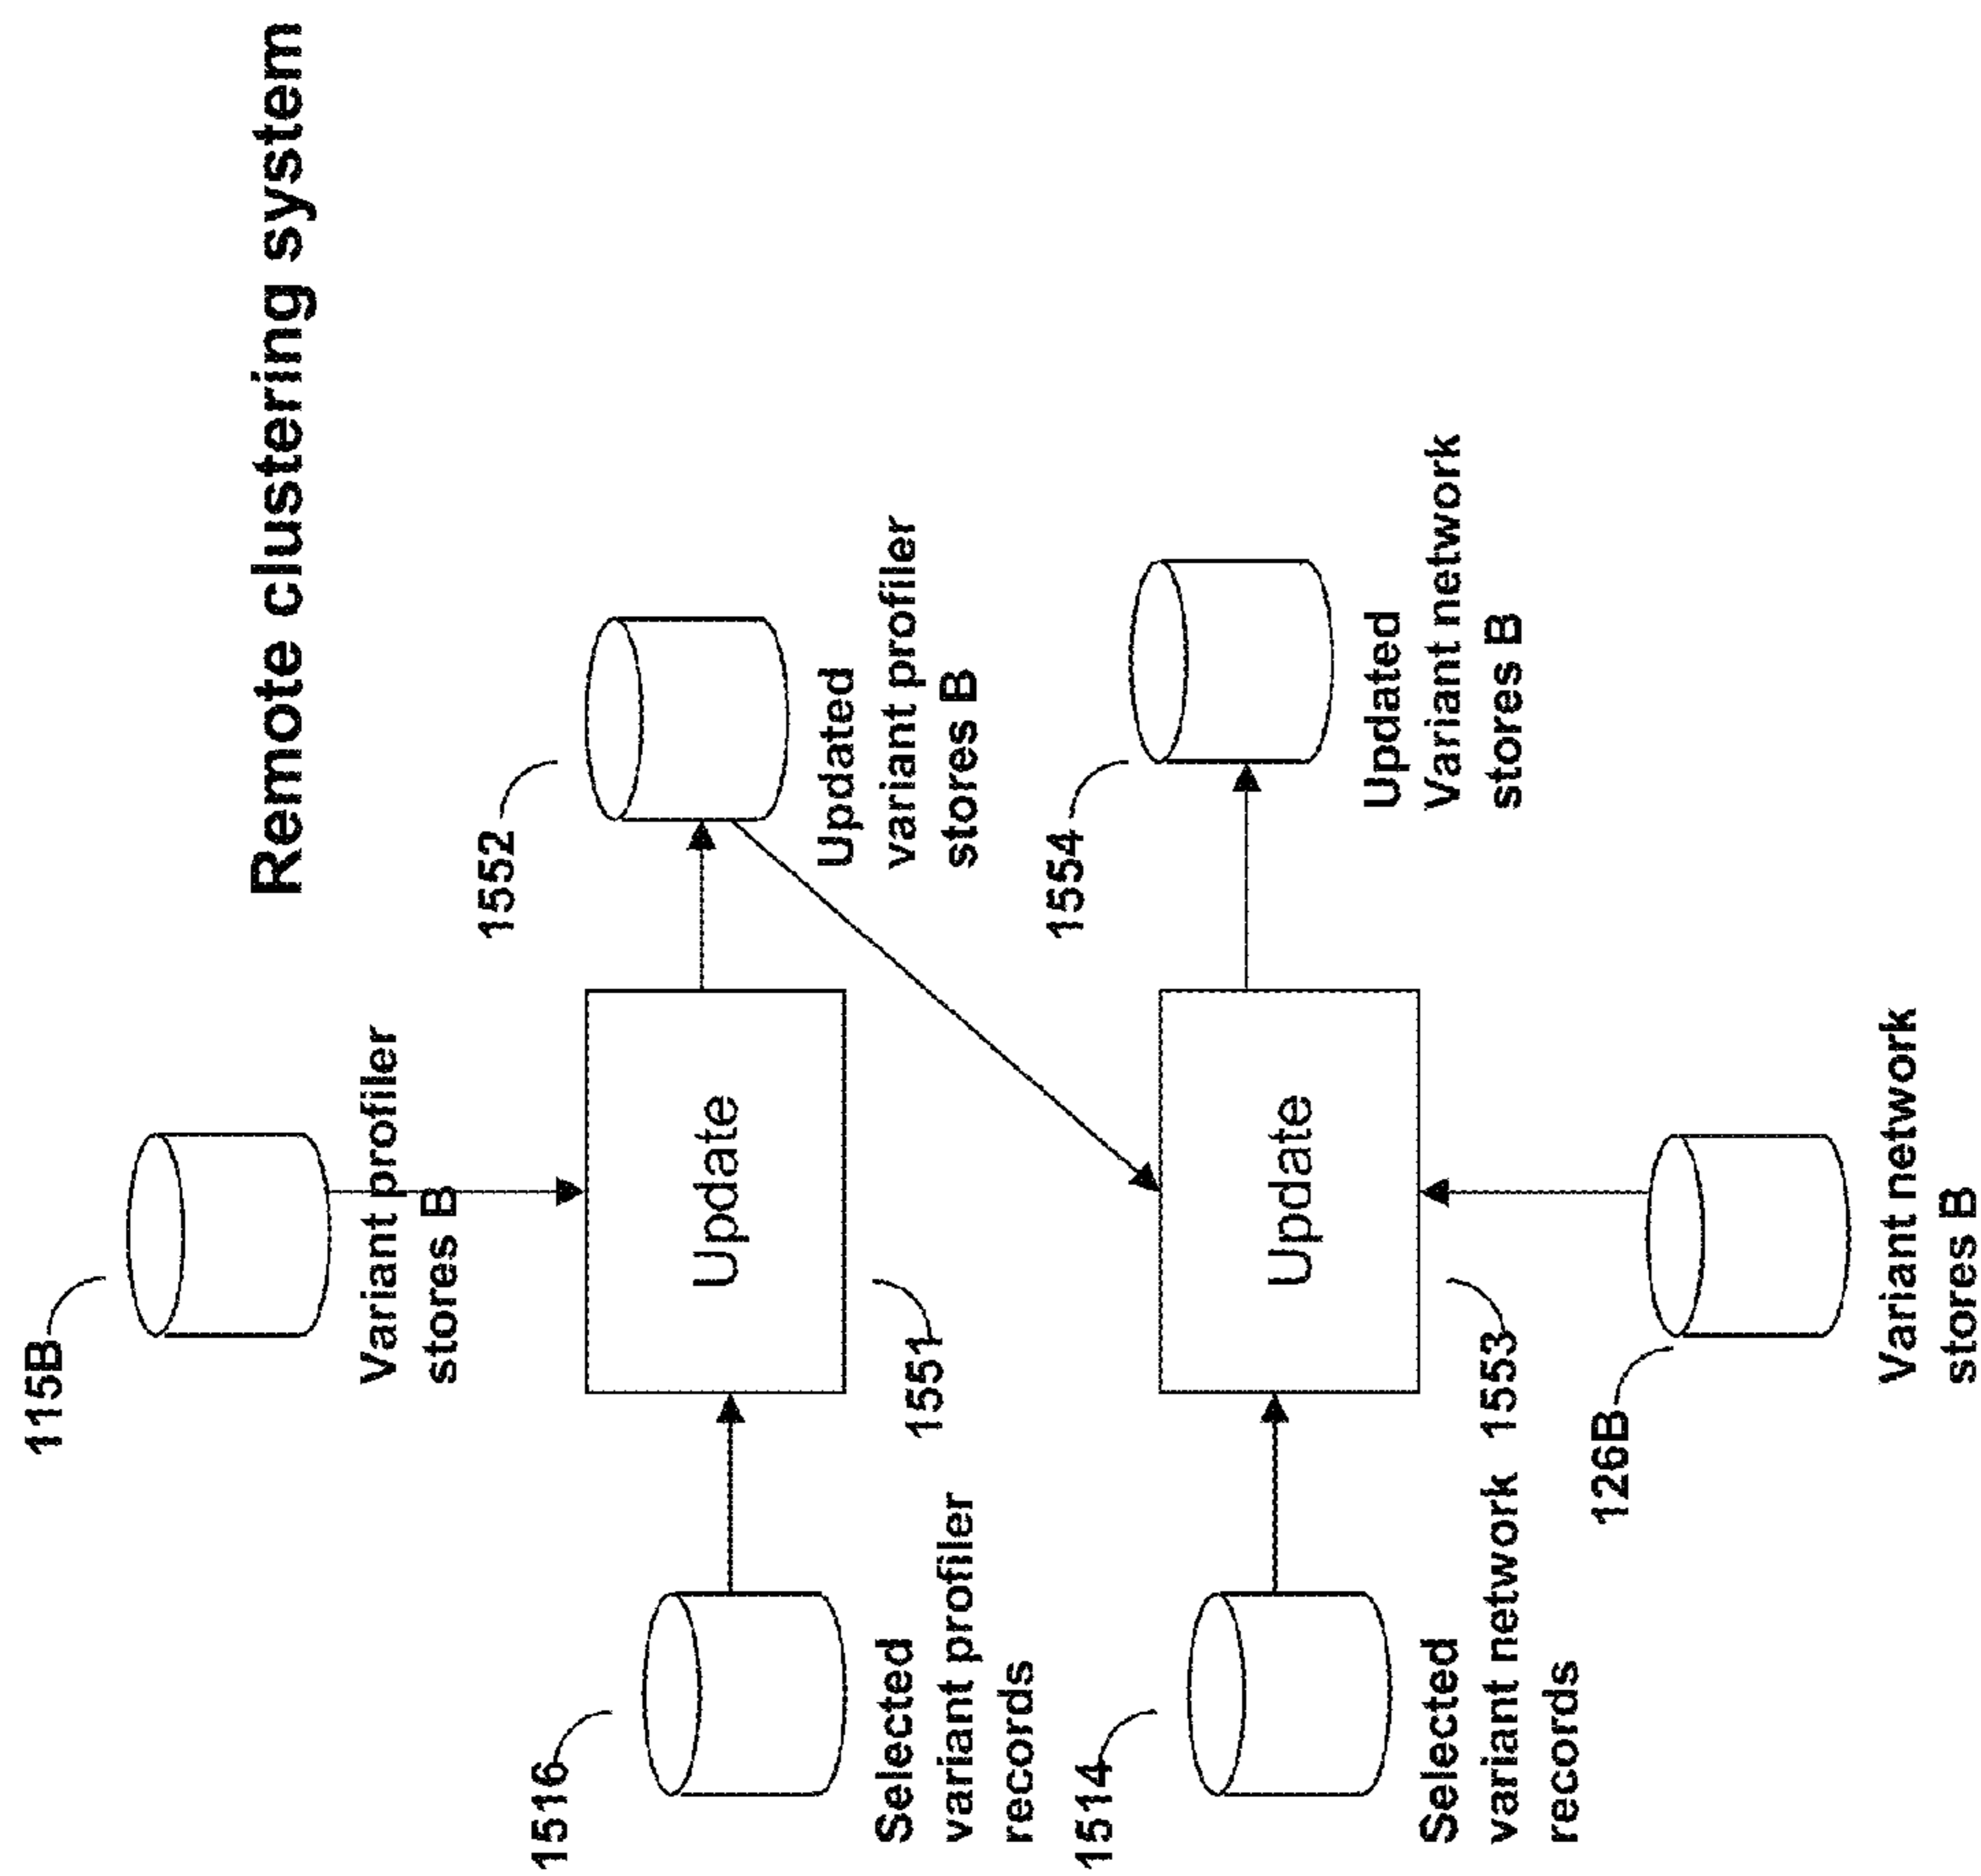 Remote clustering system
115B
Variant profiler
stores B
1516
Selected
variant profiler
records
Update
1551
1552
Updated
variant profiler
stores B
1514
Selected
variant network
records
Update
1553
1554
Updated
Variant network
stores B
126B
Variant network
stores B